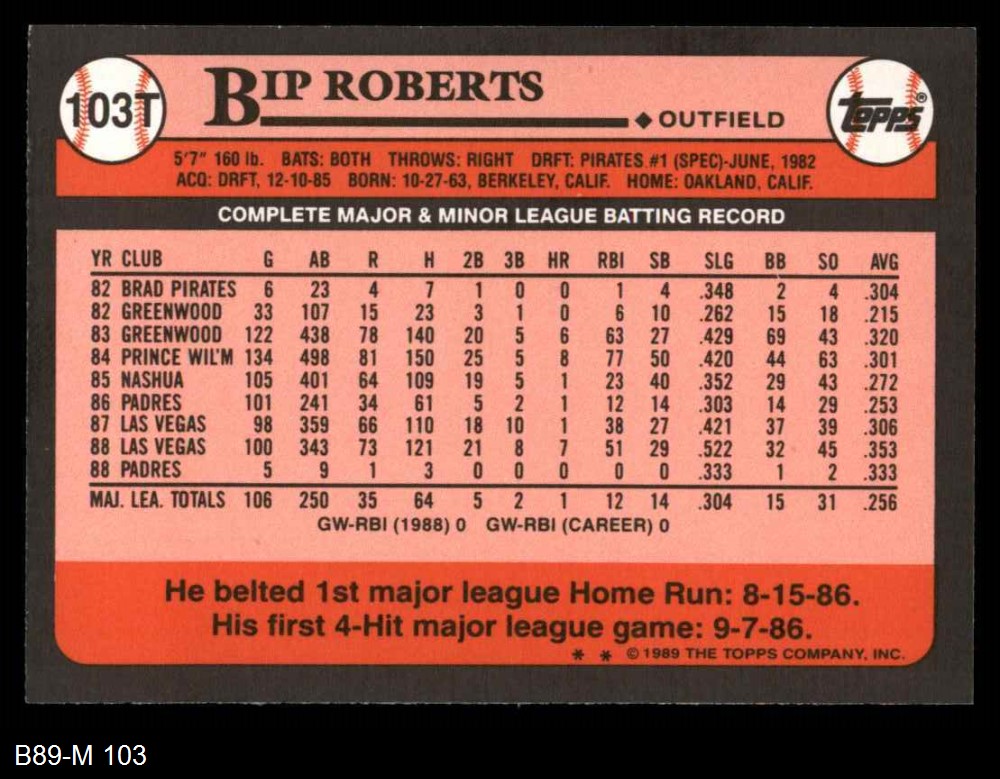 103T
BIP ROBERTS
◆ OUTFIELD
TOPPS®
5'7" 160 lb. BATS: BOTH THROWS: RIGHT DRFT: PIRATES #1 (SPEC)-JUNE, 1982
ACQ: DRFT, 12-10-85 BORN: 10-27-63, BERKELEY, CALIF. HOME: OAKLAND, CALIF.
COMPLETE MAJOR & MINOR LEAGUE BATTING RECORD
YR CLUB G AB R H 2B 3B HR RBI SB SLG BB SO AVG
82 BRAD PIRATES 6 23 4 7 1 0 0 1 4 .348 2 4 .304
82 GREENWOOD 33 107 15 23 3 1 0 6 10 .262 15 18 .215
83 GREENWOOD 122 438 78 140 20 5 6 63 27 .429 69 43 .320
84 PRINCE WIL'M 134 498 81 150 25 5 8 77 50 .420 44 63 .301
85 NASHUA 105 401 64 109 19 5 1 23 40 .352 29 43 .272
86 PADRES 101 241 34 61 5 2 1 12 14 .303 14 29 .253
87 LAS VEGAS 98 359 66 110 18 10 1 38 27 .421 37 39 .306
88 LAS VEGAS 100 343 73 121 21 8 7 51 29 .522 32 45 .353
88 PADRES 5 9 1 3 0 0 0 0 0 .333 1 2 .333
MAJ. LEA. TOTALS 106 250 35 64 5 2 1 12 14 .304 15 31 .256
GW-RBI (1988) 0 GW-RBI (CAREER) 0
He belted 1st major league Home Run: 8-15-86.
His first 4-Hit major league game: 9-7-86.
* * © 1989 THE TOPPS COMPANY, INC.
B89-M 103